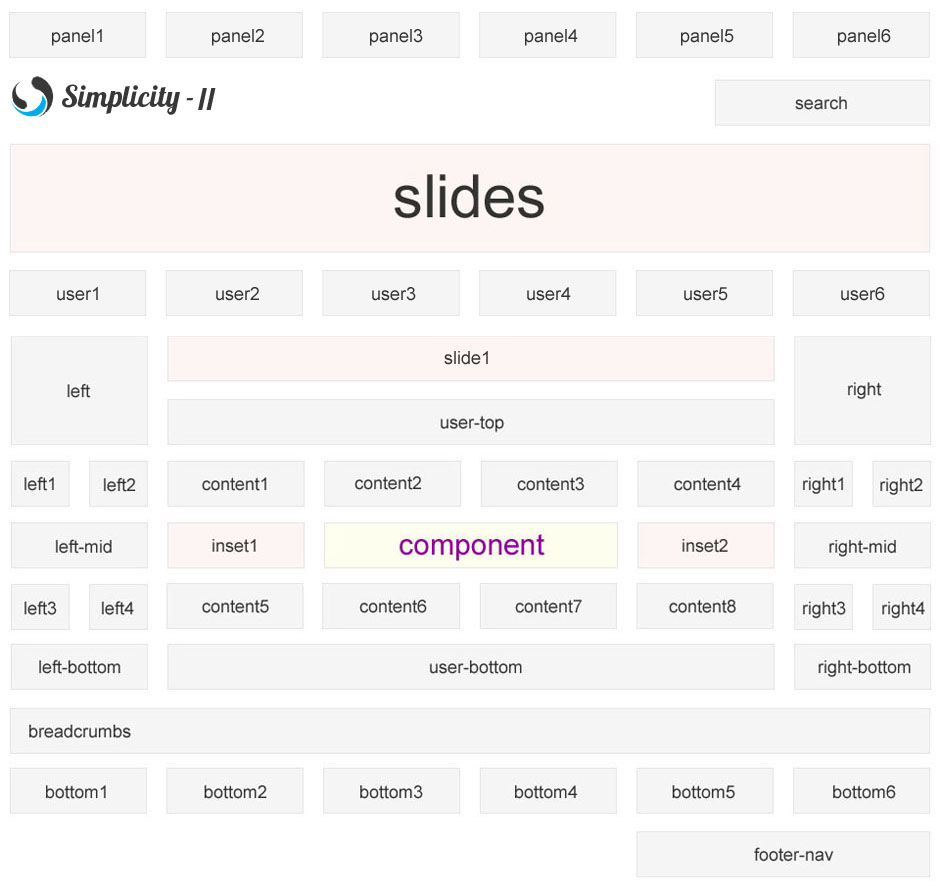 panel1 panel2 panel3 panel4 panel5 panel6
Simplicity - II
search
slides
user1 user2 user3 user4 user5 user6
left
slide1
right
user-top
left1 left2 content1 content2 content3 content4 right1 right2
left-mid inset1 component inset2 right-mid
left3 left4 content5 content6 content7 content8 right3 right4
left-bottom user-bottom right-bottom
breadcrumbs
bottom1 bottom2 bottom3 bottom4 bottom5 bottom6
footer-nav